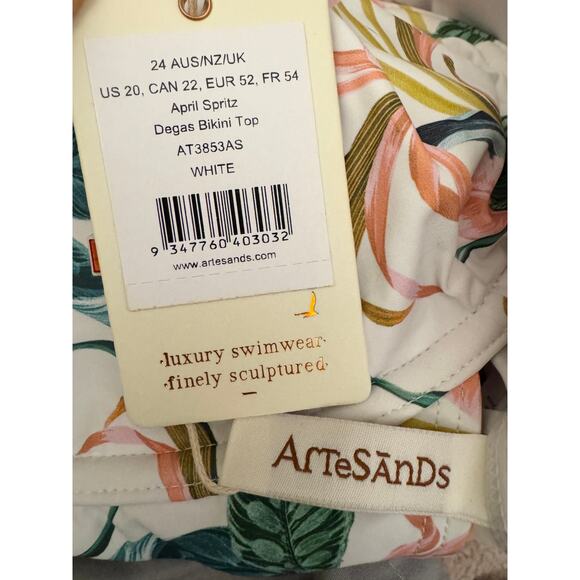 24 AUS/NZ/UK
US 20, CAN 22, EUR 52, FR 54
April Spritz
Degas Bikini Top
AT3853AS
WHITE
9 347760 403032
www.artesands.com
luxury swimwear
finely sculptured
ArTeSānDs